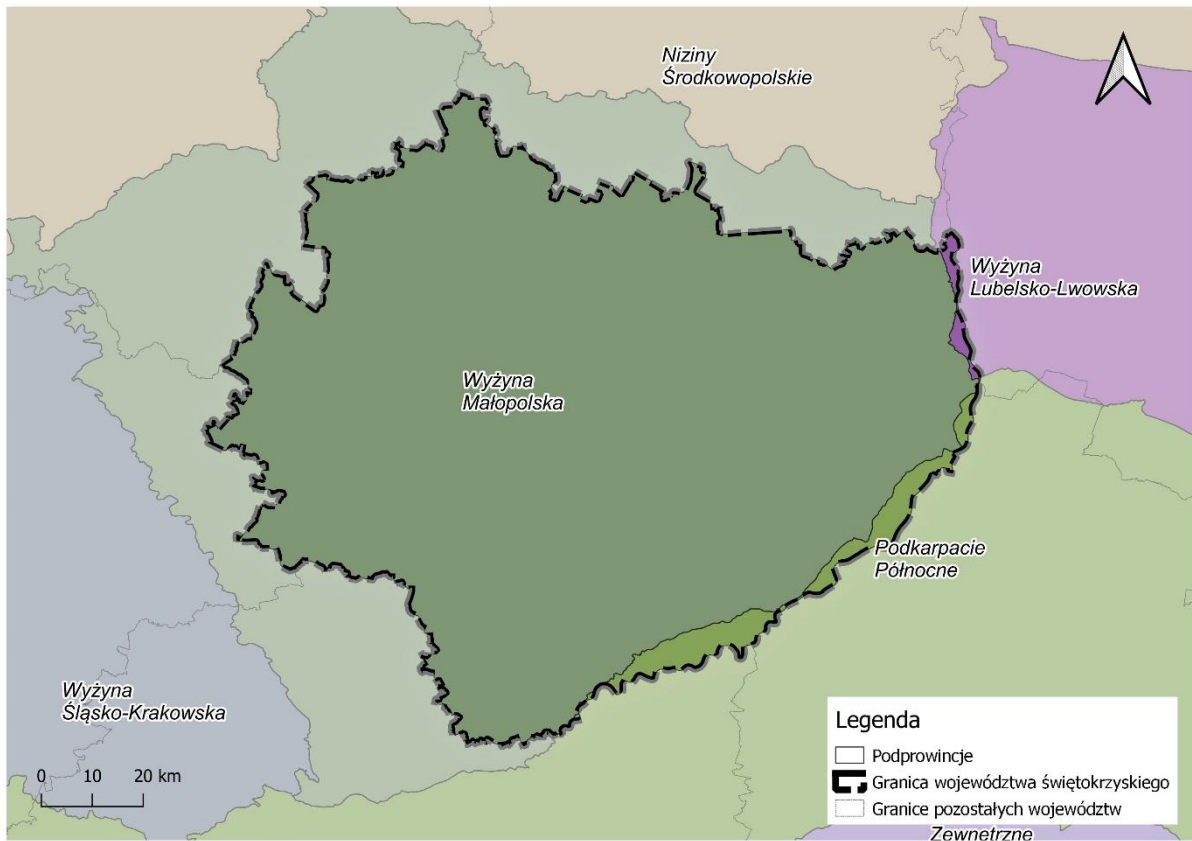 Niziny
Środkowopolskie
Wyżyna
Lubelsko-Lwowska
Wyżyna
Małopolska
Podkarpacie
Północne
Wyżyna
Śląsko-Krakowska
0 10 20 km
Legenda
Podprowincje
Granica województwa świętokrzyskiego
Granice pozostałych województw
Zewnętrzne